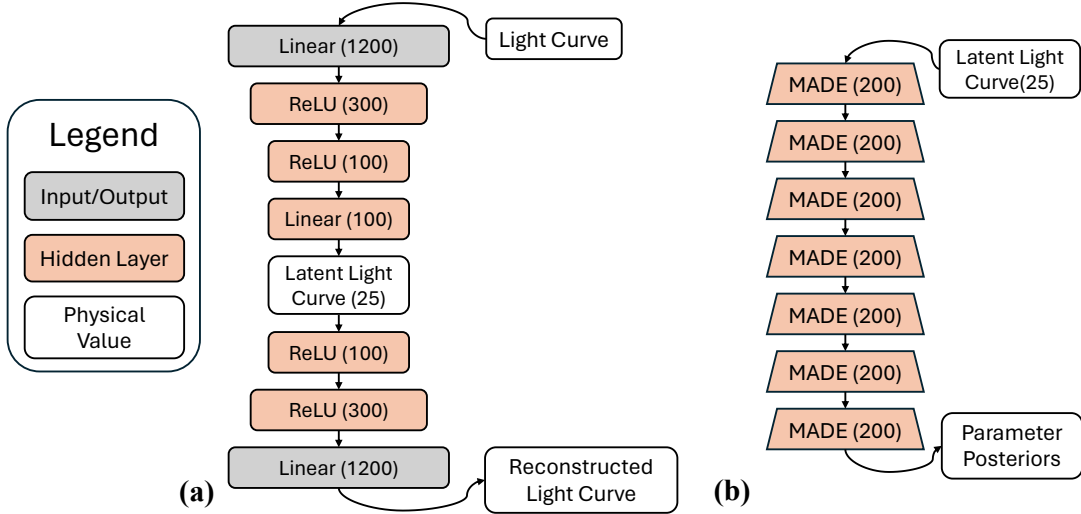 Legend
Input/Output
Hidden Layer
Physical
Value
Linear (1200)
Light Curve
ReLU (300)
ReLU (100)
Linear (100)
Latent Light
Curve (25)
ReLU (100)
ReLU (300)
Linear (1200)
(a)
Reconstructed
Light Curve
Latent Light
Curve(25)
MADE (200)
MADE (200)
MADE (200)
MADE (200)
MADE (200)
MADE (200)
MADE (200)
(b)
Parameter
Posteriors